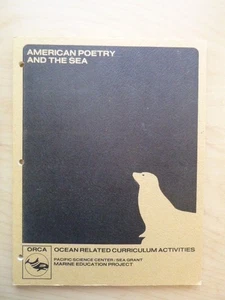 AMERICAN POETRY
AND THE SEA
ORCA
OCEAN RELATED CURRICULUM ACTIVITIES
PACIFIC SCIENCE CENTER/SEA GRANT
MARINE EDUCATION PROJECT